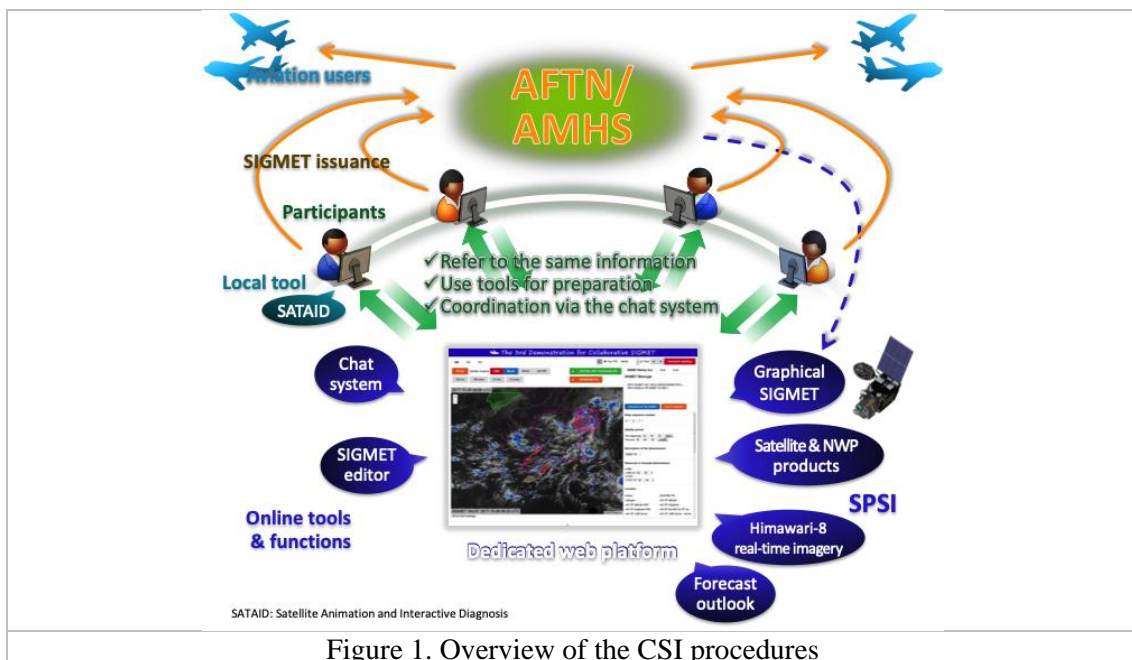 Aviation users
AFTN/
AMHS
SIGMET issuance
Participants
Local tool
SATAID
✓Refer to the same information
✓Use tools for preparation
✓Coordination via the chat system
Chat
system
SIGMET
editor
Online tools
& functions
The 3rd Demonstration for Collaborative SIGMET
SIGMET Message
Dedicated web platform
Graphical
SIGMET
Satellite & NWP
products
SPSI
Himawari-8
real-time imagery
Forecast
outlook
SATAID: Satellite Animation and Interactive Diagnosis
Figure 1. Overview of the CSI procedures